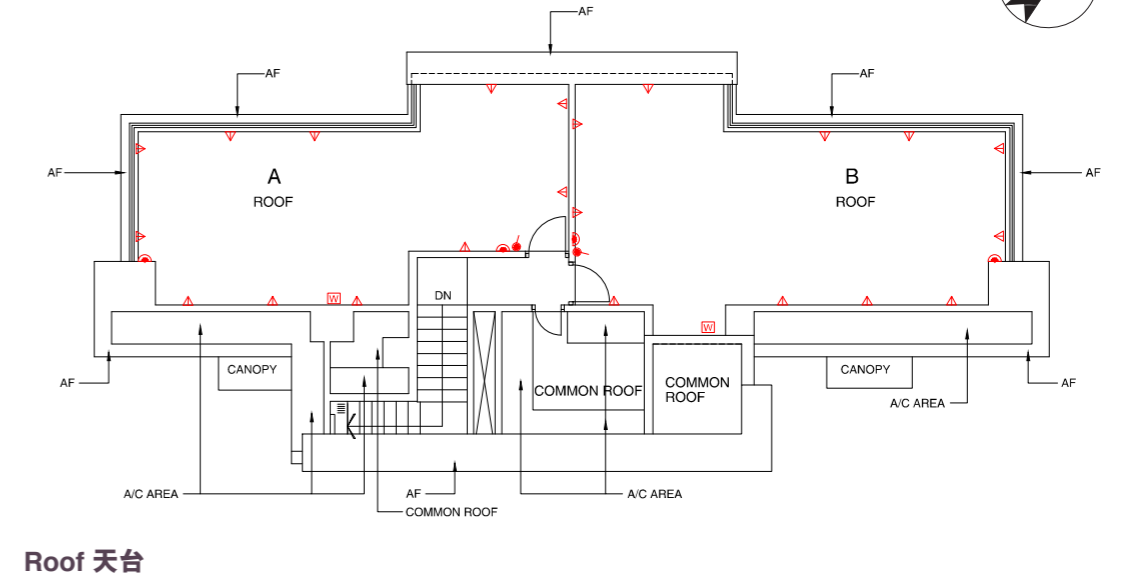 AF
AF
AF
AF
A
ROOF
B
ROOF
AF
W
DN
W
CANOPY
AF
COMMON ROOF
COMMON
ROOF
CANOPY
AF
A/C AREA
A/C AREA
AF
A/C AREA
COMMON ROOF
Roof 天台